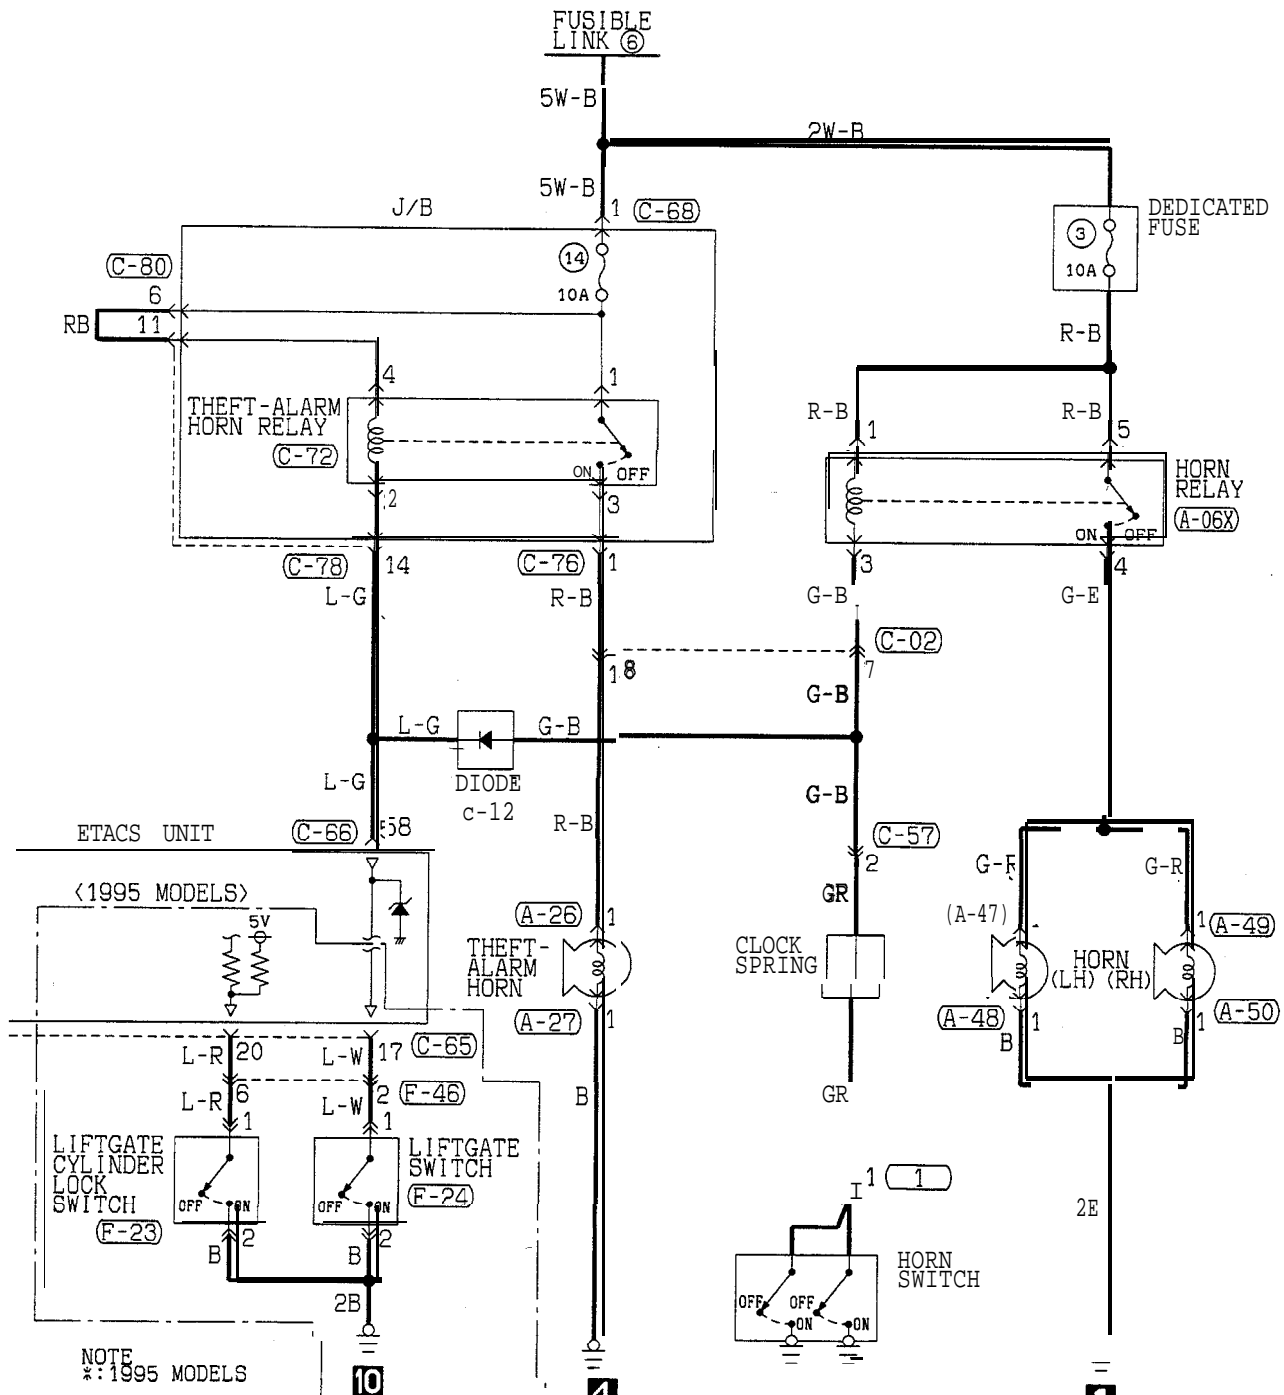 FUSIBLE
LINK 6
5W-B
2W-B
5W-B
1 C-68
J/B
DEDICATED
FUSE
3
10A
14
10A
C-80
6
RB 11
R-B
4
1
THEFT-ALARM
HORN RELAY
C-72
ON OFF
2
3
R-B
R-B
1
5
HORN
RELAY
A-06X
ON OFF
C-78 14
C-76 1
3
4
L-G
R-B
G-B
G-E
C-02
18
7
G-B
L-G
G-B
DIODE
c-12
L-G
G-B
R-B
ETACS UNIT
C-66 58
C-57
2
<1995 MODELS>
5V
GR
G-R
G-R
A-26 1
(A-47) 1
1 A-49
THEFT-
ALARM
HORN
CLOCK
SPRING
HORN
(LH) (RH)
A-27 1
A-48 1
1 A-50
B
B
L-R 20
L-W 17
C-65
L-R 6
L-W 2
F-46
B
GR
1
1
LIFTGATE
CYLINDER
LOCK
SWITCH
F-23
OFF ON
LIFTGATE
SWITCH
F-24
OFF ON
1 1
B 2
B 2
2E
2B
HORN
SWITCH
OFF OFF
ON ON
NOTE
*:1995 MODELS
10
4